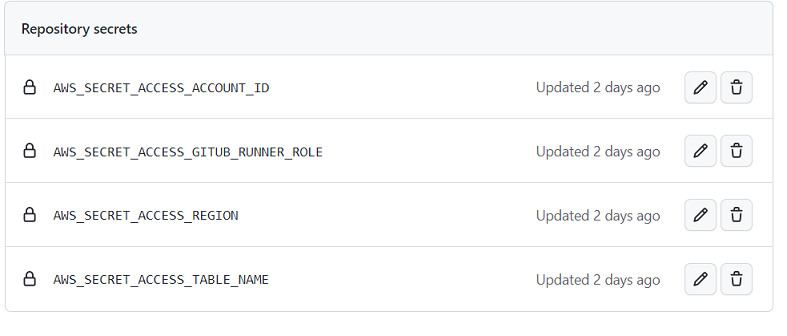 Repository secrets
AWS_SECRET_ACCESS_ACCOUNT_ID Updated 2 days ago
AWS_SECRET_ACCESS_GITUB_RUNNER_ROLE Updated 2 days ago
AWS_SECRET_ACCESS_REGION Updated 2 days ago
AWS_SECRET_ACCESS_TABLE_NAME Updated 2 days ago